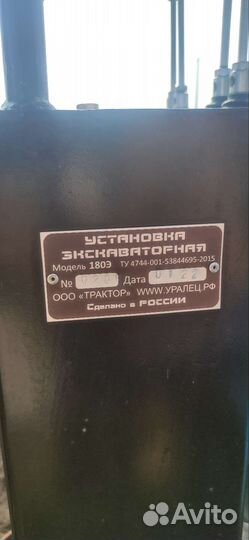 УСТАНОВКА
ЭКСКАВАТОРНАЯ
Модель 180Э ТУ 4744-001-53844695-2015
№ Дата 22
ООО «ТРАКТОР» WWW.УРАЛЕЦ.РФ
Сделано в РОССИИ
Avito